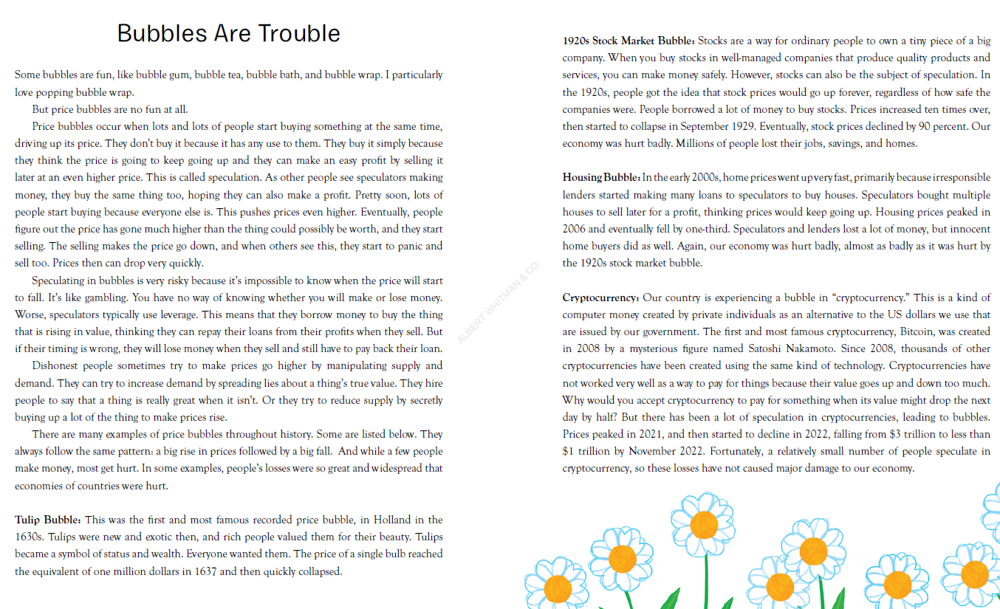 Bubbles Are Trouble
Some bubbles are fun, like bubble gum, bubble tea, bubble bath, and bubble wrap. I particularly
love popping bubble wrap.
But price bubbles are no fun at all.
Price bubbles occur when lots and lots of people start buying something at the same time,
driving up its price. They don't buy it because it has any use to them. They buy it simply because
they think the price is going to keep going up and they can make an easy profit by selling it
later at an even higher price. This is called speculation. As other people see speculators making
money, they buy the same thing too, hoping they can also make a profit. Pretty soon, lots of
people start buying because everyone else is. This pushes prices even higher. Eventually, people
figure out the price has gone much higher than the thing could possibly be worth, and they start
selling. The selling makes the price go down, and when others see this, they start to panic and
sell too. Prices then can drop very quickly.
Speculating in bubbles is very risky because it's impossible to know when the price will start
to fall. It's like gambling. You have no way of knowing whether you will make or lose money.
Worse, speculators typically use leverage. This means that they borrow money to buy the thing
that is rising in value, thinking they can repay their loans from their profits when they sell. But
if their timing is wrong, they will lose money when they sell and still have to pay back their loan.
Dishonest people sometimes try to make prices go higher by manipulating supply and
demand. They can try to increase demand by spreading lies about a thing's true value. They hire
people to say that a thing is really great when it isn't. Or they try to reduce supply by secretly
buying up a lot of the thing to make prices rise.
There are many examples of price bubbles throughout history. Some are listed below. They
always follow the same pattern: a big rise in prices followed by a big fall. And while a few people
make money, most get hurt. In some examples, people's losses were so great and widespread that
economies of countries were hurt.
Tulip Bubble: This was the first and most famous recorded price bubble, in Holland in the
1630s. Tulips were new and exotic then, and rich people valued them for their beauty. Tulips
became a symbol of status and wealth. Everyone wanted them. The price of a single bulb reached
the equivalent of one million dollars in 1637 and then quickly collapsed.
ALBERT WHITMAN & CO.
1920s Stock Market Bubble: Stocks are a way for ordinary people to own a tiny piece of a big
company. When you buy stocks in well-managed companies that produce quality products and
services, you can make money safely. However, stocks can also be the subject of speculation. In
the 1920s, people got the idea that stock prices would go up forever, regardless of how safe the
companies were. People borrowed a lot of money to buy stocks. Prices increased ten times over,
then started to collapse in September 1929. Eventually, stock prices declined by 90 percent. Our
economy was hurt badly. Millions of people lost their jobs, savings, and homes.
Housing Bubble: In the early 2000s, home prices went up very fast, primarily because irresponsible
lenders started making many loans to speculators to buy houses. Speculators bought multiple
houses to sell later for a profit, thinking prices would keep going up. Housing prices peaked in
2006 and eventually fell by one-third. Speculators and lenders lost a lot of money, but innocent
home buyers did as well. Again, our economy was hurt badly, almost as badly as it was hurt by
the 1920s stock market bubble.
Cryptocurrency: Our country is experiencing a bubble in "cryptocurrency." This is a kind of
computer money created by private individuals as an alternative to the US dollars we use that
are issued by our government. The first and most famous cryptocurrency, Bitcoin, was created
in 2008 by a mysterious figure named Satoshi Nakamoto. Since 2008, thousands of other
cryptocurrencies have been created using the same kind of technology. Cryptocurrencies have
not worked very well as a way to pay for things because their value goes up and down too much.
Why would you accept cryptocurrency to pay for something when its value might drop the next
day by half? But there has been a lot of speculation in cryptocurrencies, leading to bubbles.
Prices peaked in 2021, and then started to decline in 2022, falling from $3 trillion to less than
$1 trillion by November 2022. Fortunately, a relatively small number of people speculate in
cryptocurrency, so these losses have not caused major damage to our economy.